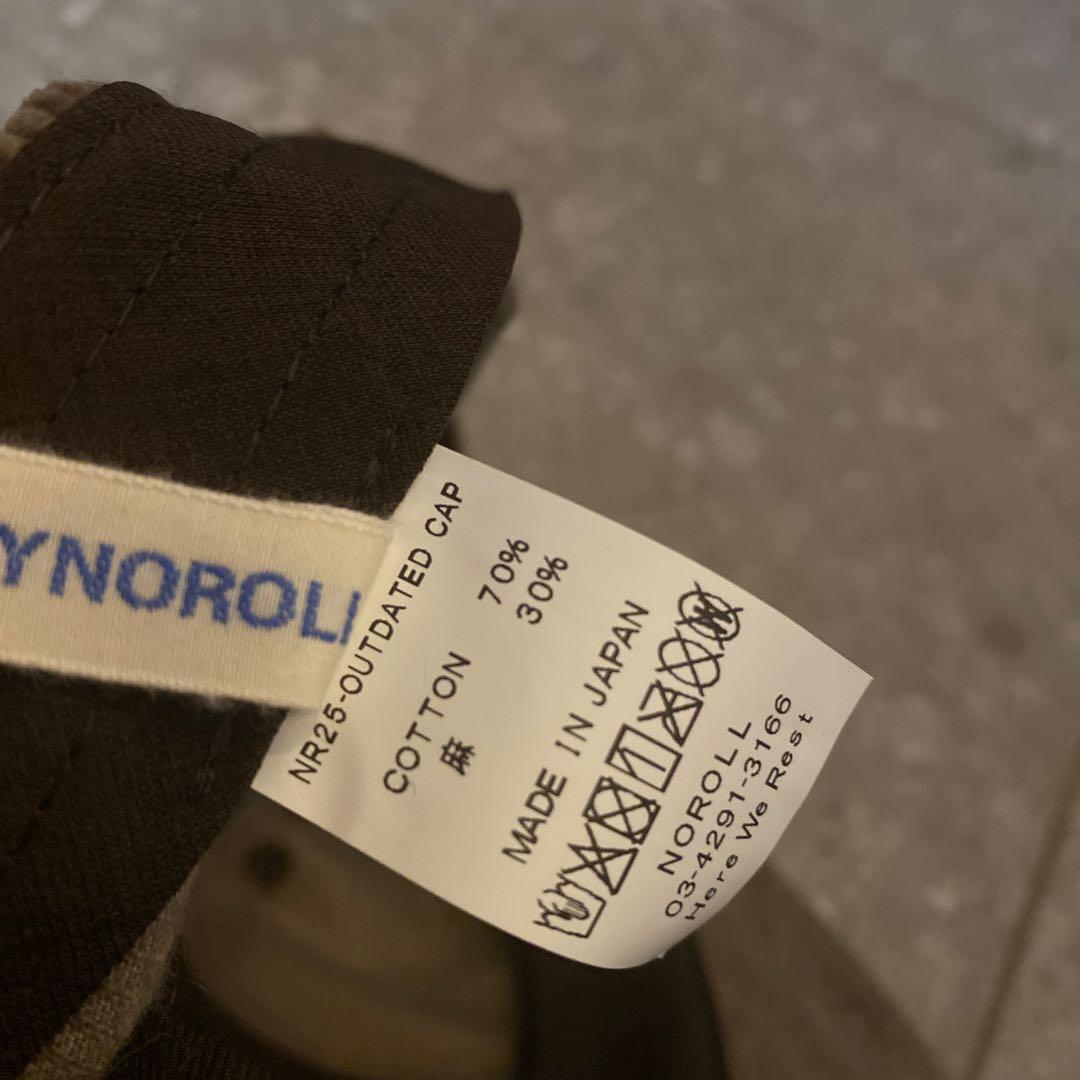 YNOROLL
NR25-OUTDATED CAP
COTTON 70%
麻 30%
MADE IN JAPAN
NOROLL
03-4291-3166
Here We Rest